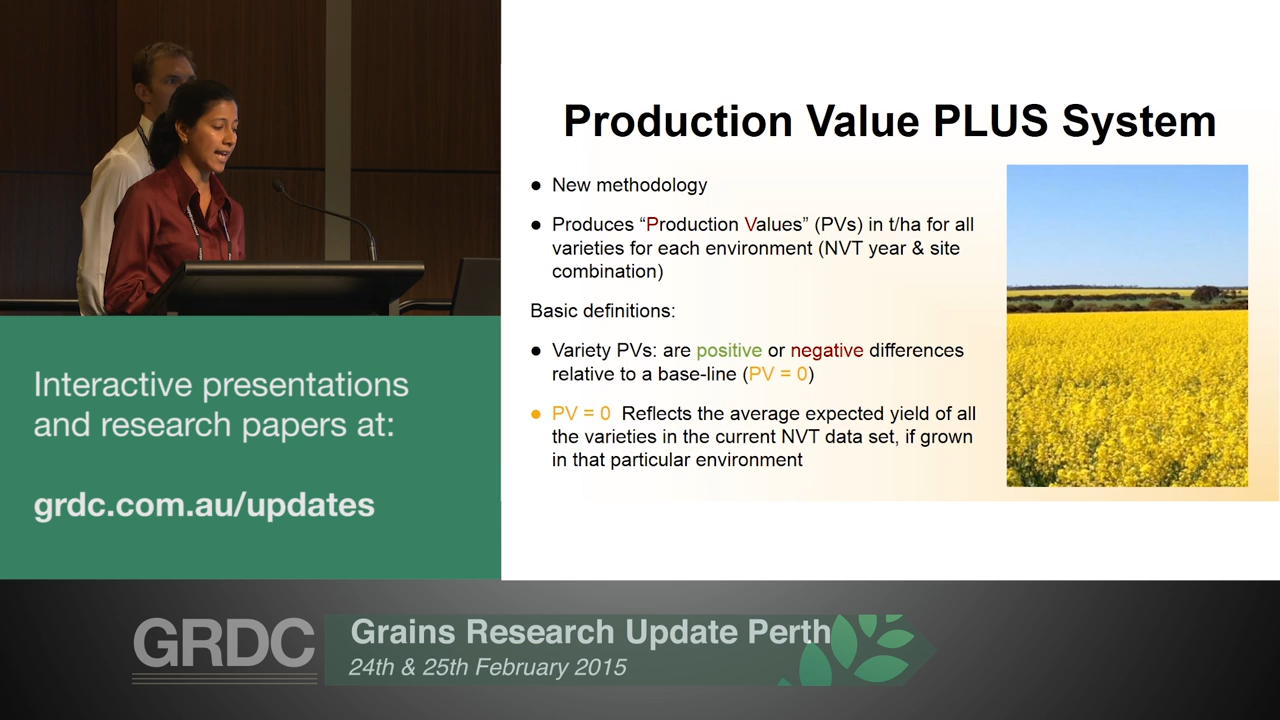 Production Value PLUS System
● New methodology
● Produces “Production Values” (PVs) in t/ha for all
varieties for each environment (NVT year & site
combination)
Basic definitions:
● Variety PVs: are positive or negative differences
relative to a base-line (PV = 0)
● PV = 0 Reflects the average expected yield of all
the varieties in the current NVT data set, if grown
in that particular environment
Interactive presentations
and research papers at:
grdc.com.au/updates
GRDC
Grains Research Update Perth
24th & 25th February 2015